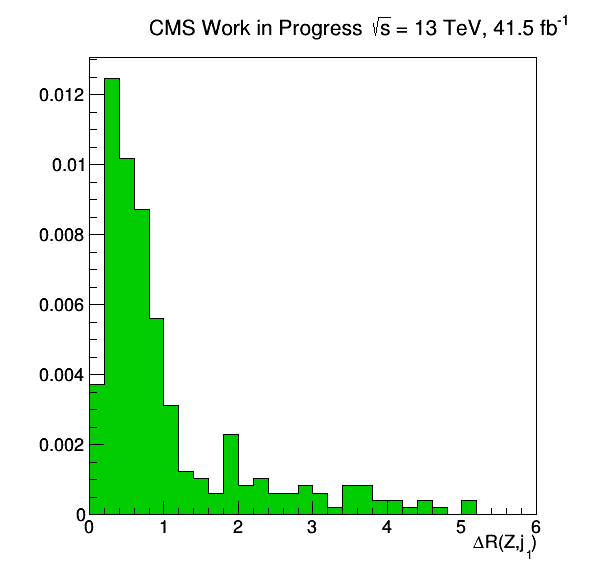 CMS Work in Progress √s = 13 TeV, 41.5 fb⁻¹
0.012
0.01
0.008
0.006
0.004
0.002
0
0 1 2 3 4 5 6
ΔR(Z,j₁)